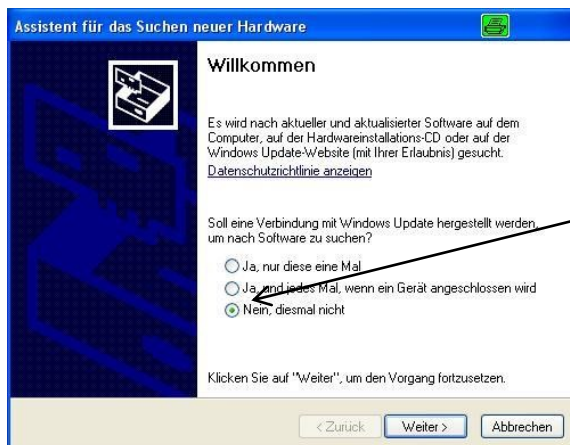 Assistent für das Suchen neuer Hardware
Willkommen
Es wird nach aktueller und aktualisierter Software auf dem
Computer, auf der Hardwareinstallations-CD oder auf der
Windows Update-Website (mit Ihrer Erlaubnis) gesucht.
Datenschutzrichtlinie anzeigen
Soll eine Verbindung mit Windows Update hergestellt werden,
um nach Software zu suchen?
Ja, nur diese eine Mal
Ja, und jedes Mal, wenn ein Gerät angeschlossen wird
Nein, diesmal nicht
Klicken Sie auf "Weiter", um den Vorgang fortzusetzen.
< Zurück Weiter > Abbrechen